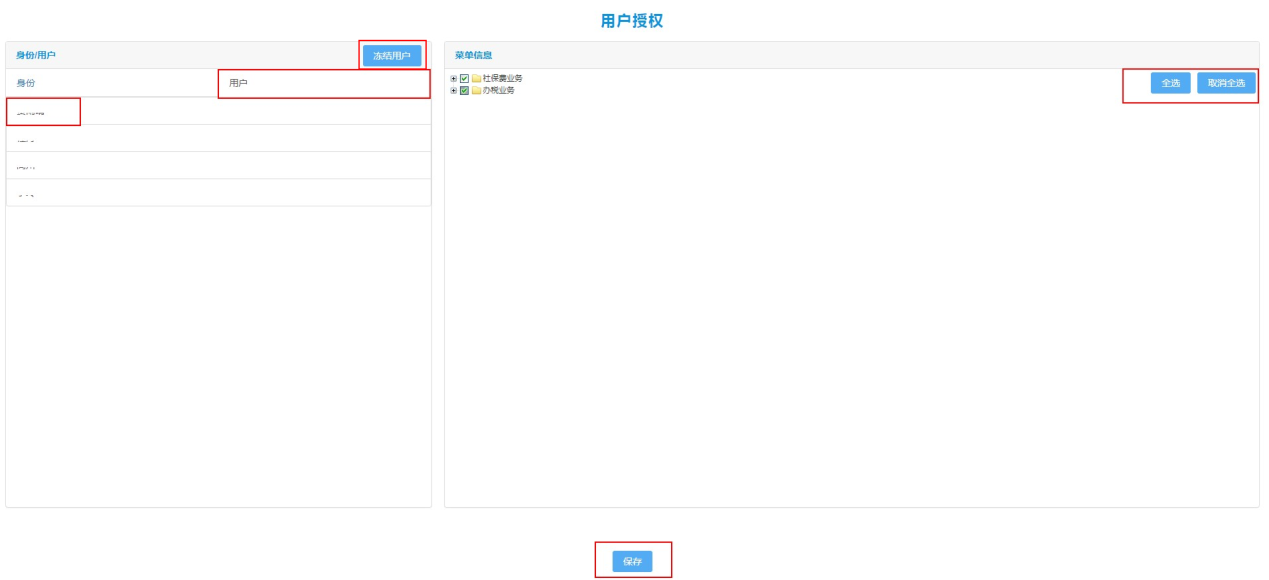 用户授权
身份/用户
冻结用户
身份
用户
菜单信息
社保费业务
办税业务
全选
取消全选
保存